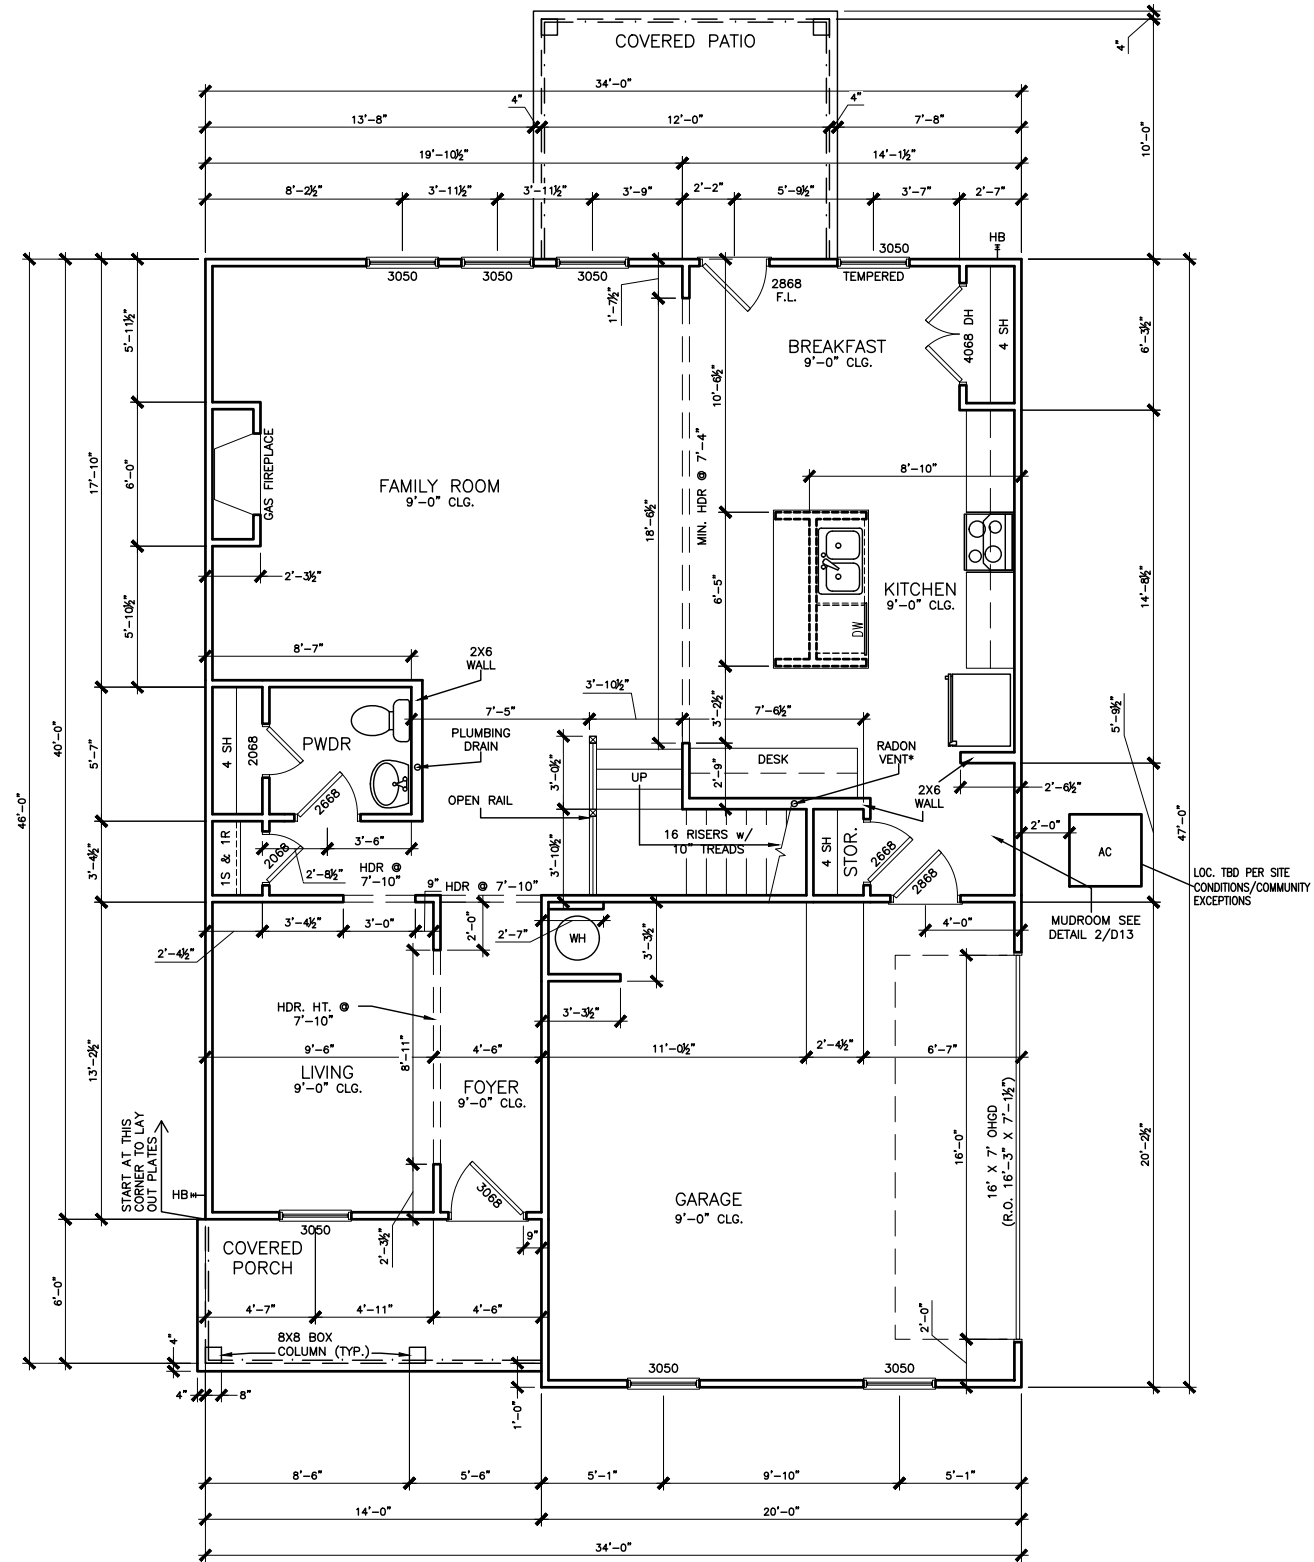 COVERED PATIO
4"
34'-0"
4"
4"
13'-8"
12'-0"
7'-8"
10'-0"
19'-10½"
14'-1½"
8'-2½"
3'-11½"
3'-11½"
3'-9"
2'-2"
5'-9½"
3'-7"
2'-7"
HB
3050
3050
3050
3050
TEMPERED
2868
F.L.
1'-7½"
5'-11½"
BREAKFAST
9'-0" CLG.
4068 DH
4 SH
6'-3½"
10'-6½"
17'-10"
6'-0"
GAS FIREPLACE
FAMILY ROOM
9'-0" CLG.
MIN. HDR @ 7'-4"
18'-6½"
8'-10"
2'-3½"
5'-10½"
6'-5"
KITCHEN
9'-0" CLG.
DW
14'-8½"
8'-7"
2X6
WALL
3'-10½"
7'-5"
3'-2½"
7'-6½"
5'-9½"
40'-0"
46'-0"
47'-0"
5'-7"
4 SH
2068
PWDR
2668
PLUMBING
DRAIN
RADON
VENT*
DESK
UP
2'-9"
3'-0½"
OPEN RAIL
2X6
WALL
2'-6½"
2'-0"
AC
16 RISERS w/
10" TREADS
4 SH
STOR.
2668
2868
3'-4½"
1S & 1R
2068
3'-6"
2'-8½"
HDR @
7'-10"
3'-10½"
9"
HDR @ 7'-10"
LOC. TBD PER SITE
CONDITIONS/COMMUNITY
EXCEPTIONS
MUDROOM SEE
DETAIL 2/D13
2'-4½"
3'-4½"
3'-0"
2'-0"
2'-7"
WH
3'-3½"
4'-0"
HDR. HT. @
7'-10"
3'-3½"
9'-6"
4'-6"
8'-11"
11'-0½"
2'-4½"
6'-7"
13'-2½"
LIVING
9'-0" CLG.
FOYER
9'-0" CLG.
START AT THIS
CORNER TO LAY
OUT PLATES
HB
3068
GARAGE
9'-0" CLG.
16'-0"
16' X 7' OHGD
(R.O. 16'-3" X 7'-1½")
20'-2½"
3050
2'-3½"
9"
COVERED
PORCH
6'-0"
4'-7"
4'-11"
4'-6"
2'-0"
8X8 BOX
COLUMN (TYP.)
4"
3050
3050
4"
8"
1'-0"
8'-6"
5'-6"
5'-1"
9'-10"
5'-1"
14'-0"
20'-0"
34'-0"